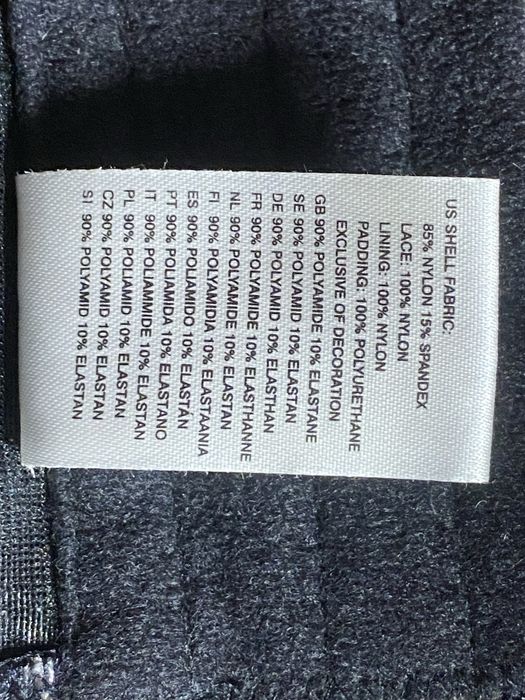 US SHELL FABRIC:
85% NYLON 15% SPANDEX
LACE: 100% NYLON
LINING: 100% NYLON
PADDING: 100% POLYURETHANE
EXCLUSIVE OF DECORATION
GB 90% POLYAMIDE 10% ELASTANE
SE 90% POLYAMID 10% ELASTAN
DE 90% POLYAMID 10% ELASTHAN
FR 90% POLYAMIDE 10% ELASTHANNE
NL 90% POLYAMIDE 10% ELASTAN
FI 90% POLYAMIDIA 10% ELASTAANIA
ES 90% POLIAMIDO 10% ELASTÁN
PT 90% POLIAMIDA 10% ELASTANO
IT 90% POLIAMMIDE 10% ELASTAN
PL 90% POLIAMID 10% ELASTAN
CZ 90% POLYAMID 10% ELASTAN
SI 90% POLYAMID 10% ELASTAN